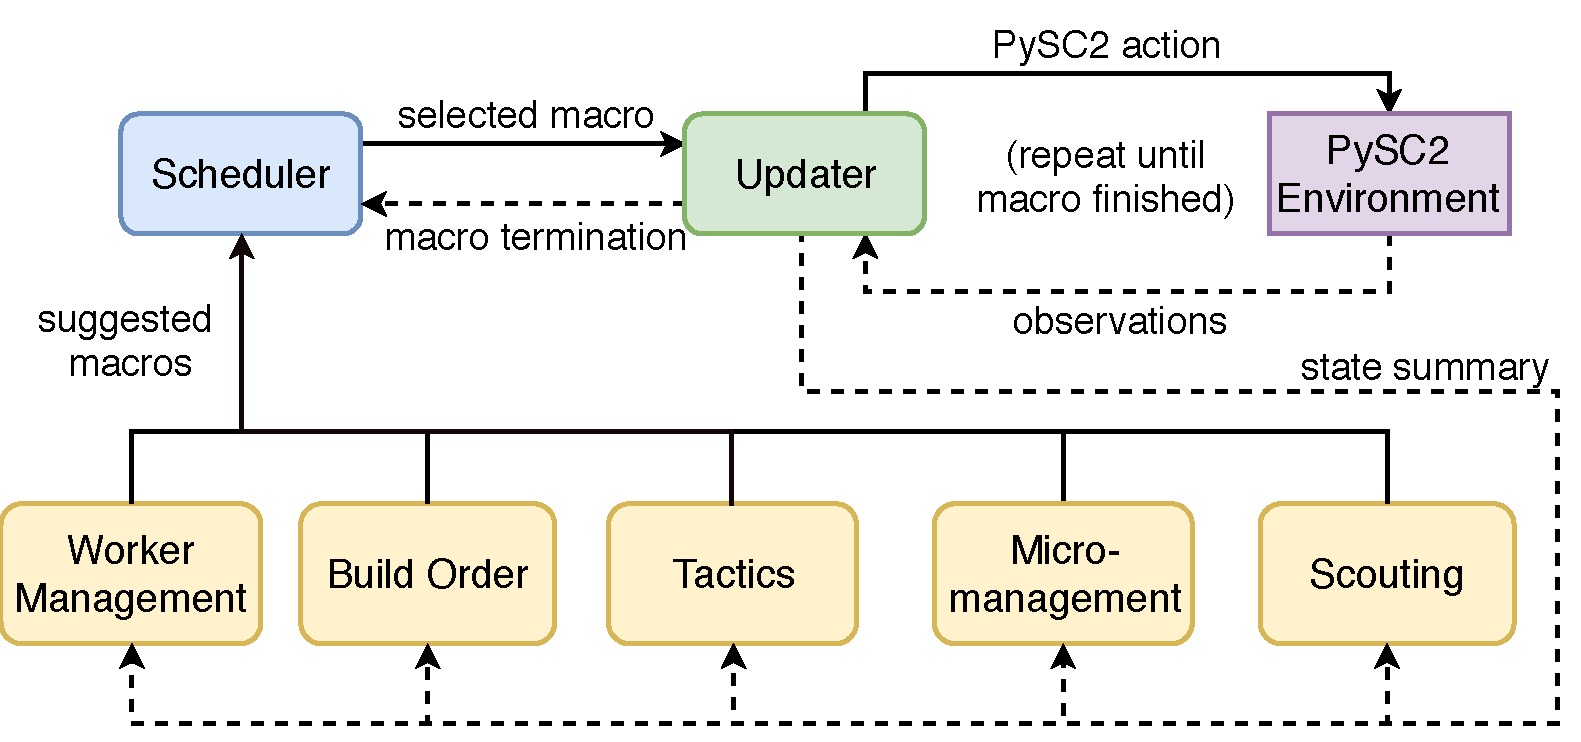 PySC2 action
selected macro
Scheduler
Updater
(repeat until
macro finished)
PySC2
Environment
macro termination
suggested
macros
observations
state summary
Worker
Management
Build Order
Tactics
Micro-
management
Scouting